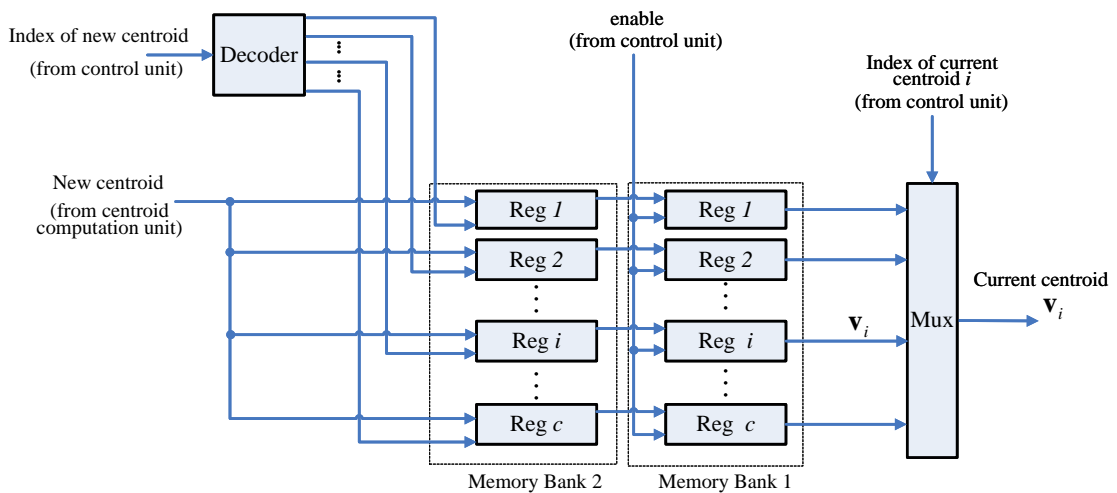 Index of new centroid
(from control unit)
Decoder
enable
(from control unit)
Index of current
centroid i
(from control unit)
New centroid
(from centroid
computation unit)
Reg 1
Reg 2
Reg i
Reg c
Memory Bank 2
Reg 1
Reg 2
Reg i
Reg c
Memory Bank 1
v_i
Mux
Current centroid
v_i